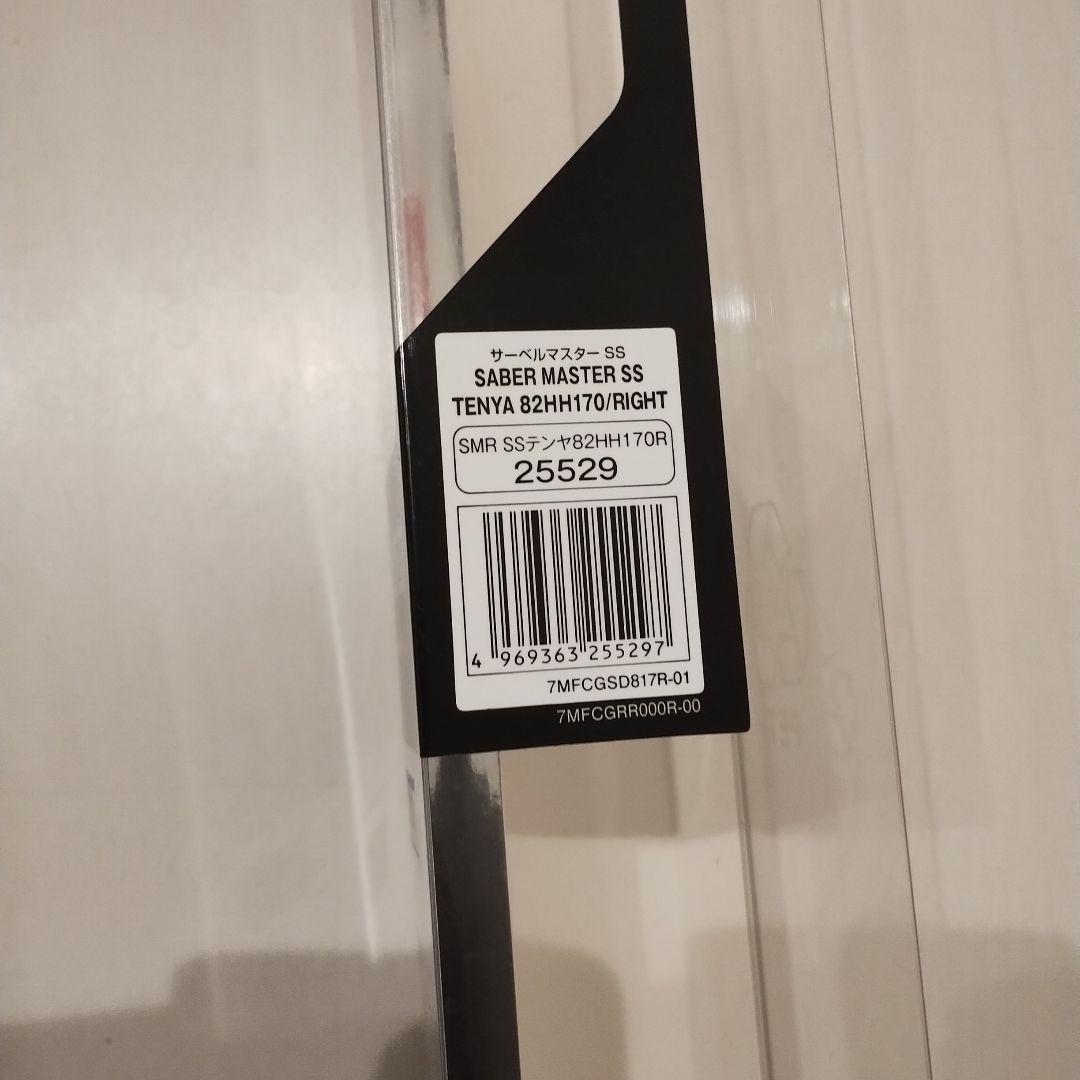 サーベルマスター SS
SABER MASTER SS
TENYA 82HH170/RIGHT
SMR SSテンヤ82HH170R
25529
4 969363 255297
7MFCGSD817R-01
7MFCGRR000R-00